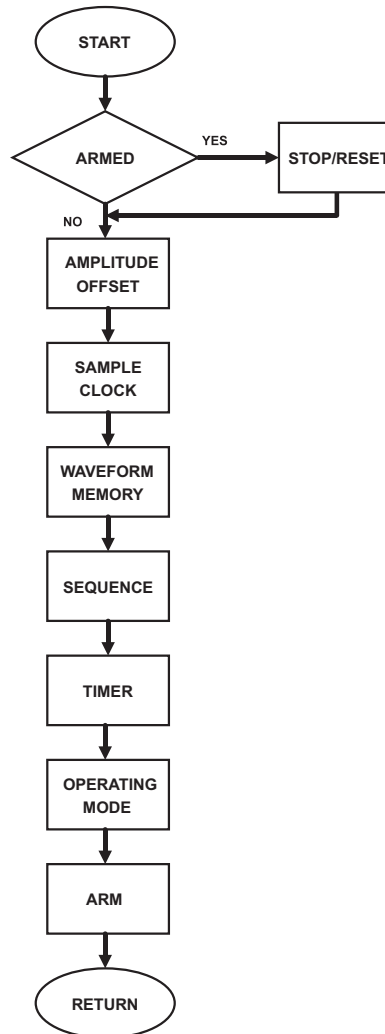 START
ARMED
YES
STOP/RESET
NO
AMPLITUDE
OFFSET
SAMPLE
CLOCK
WAVEFORM
MEMORY
SEQUENCE
TIMER
OPERATING
MODE
ARM
RETURN